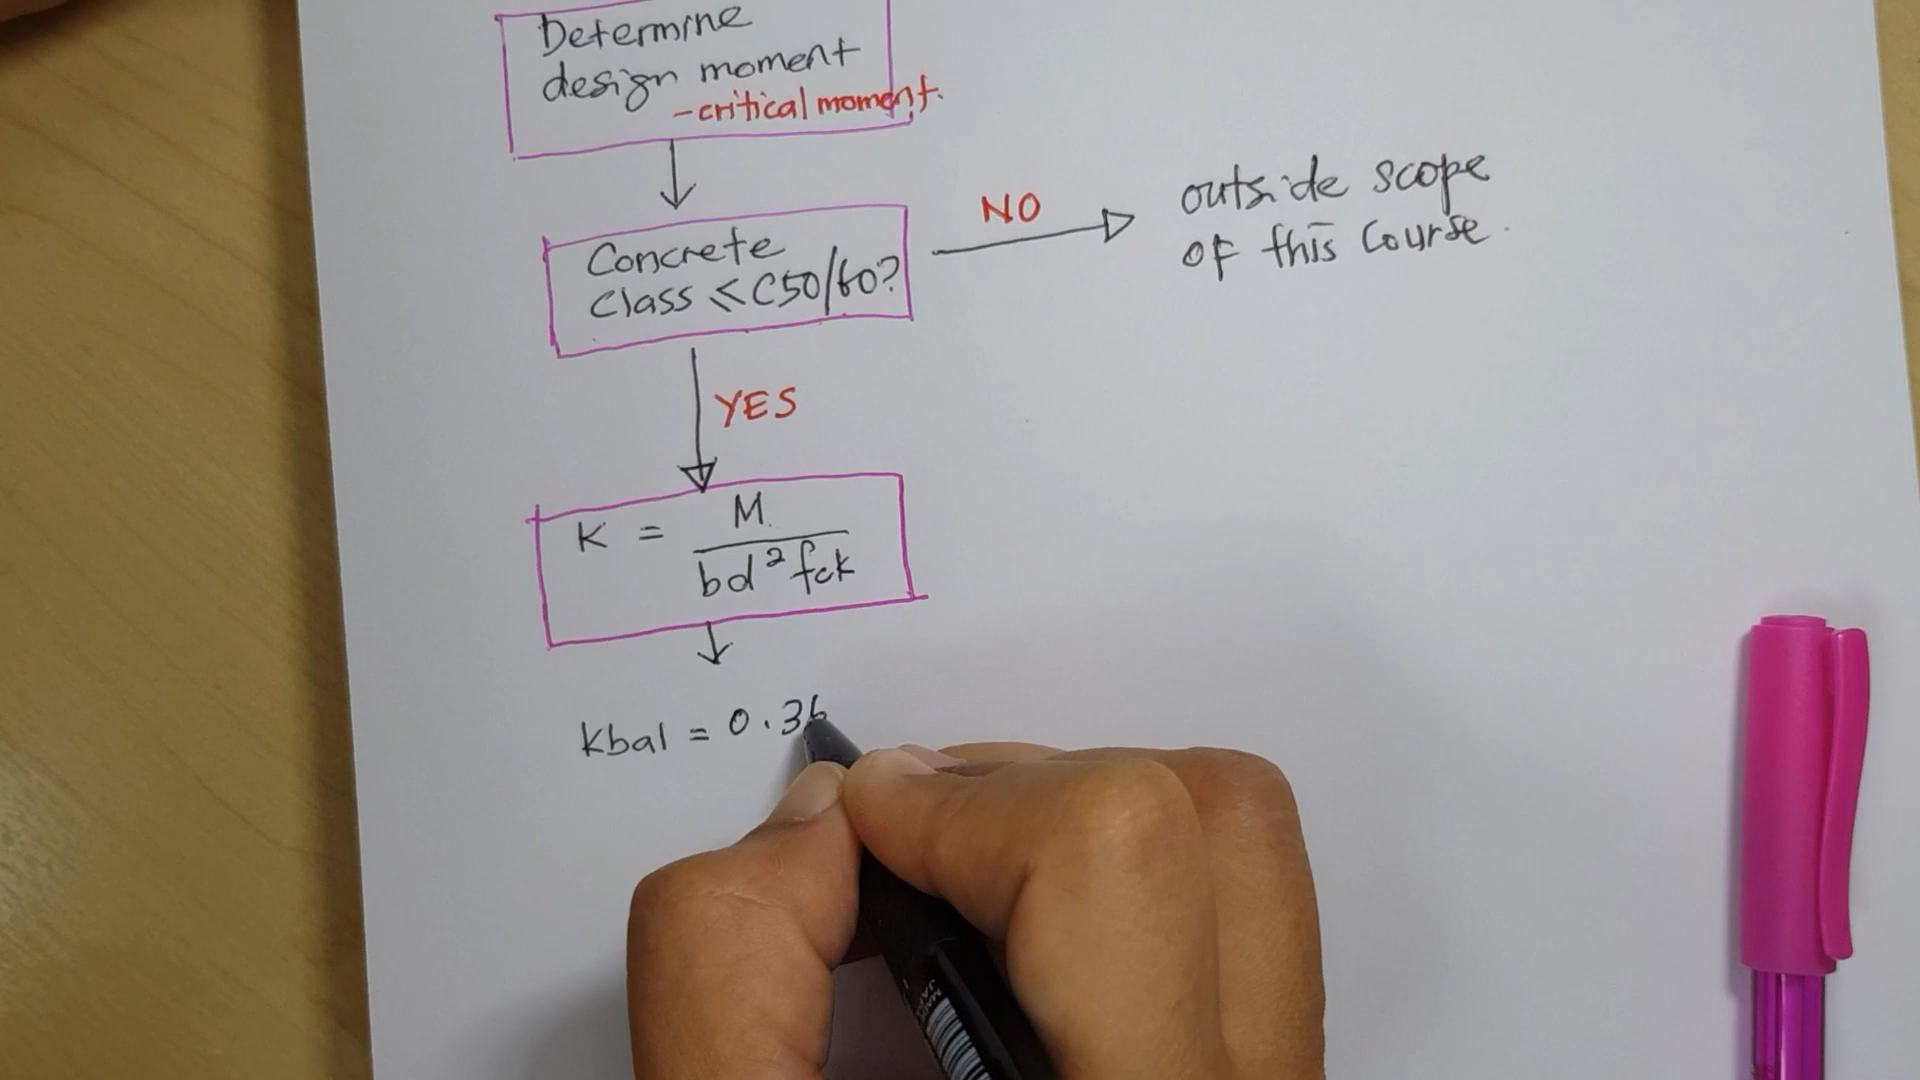 Determine
design moment
-critical moment.
Concrete
class ⩽ C50/60?
NO
outside scope
of this course.
YES
K = M
bd²fck
kbal = 0.36